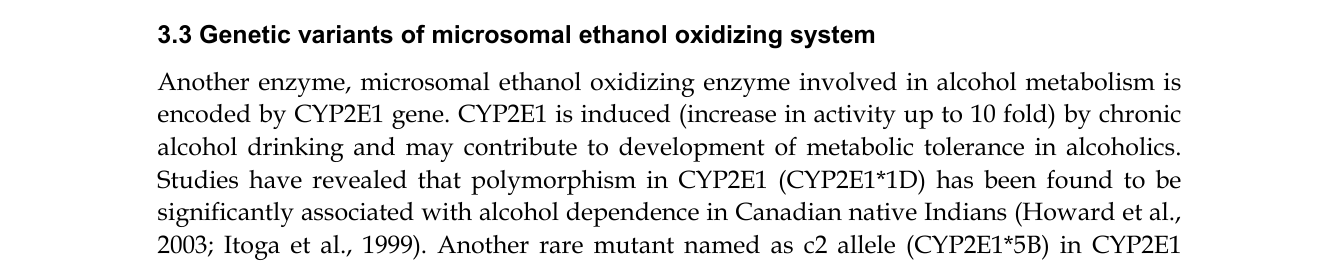 3.3 Genetic variants of microsomal ethanol oxidizing system
Another enzyme, microsomal ethanol oxidizing enzyme involved in alcohol metabolism is
encoded by CYP2E1 gene. CYP2E1 is induced (increase in activity up to 10 fold) by chronic
alcohol drinking and may contribute to development of metabolic tolerance in alcoholics.
Studies have revealed that polymorphism in CYP2E1 (CYP2E1*1D) has been found to be
significantly associated with alcohol dependence in Canadian native Indians (Howard et al.,
2003; Itoga et al., 1999). Another rare mutant named as c2 allele (CYP2E1*5B) in CYP2E1